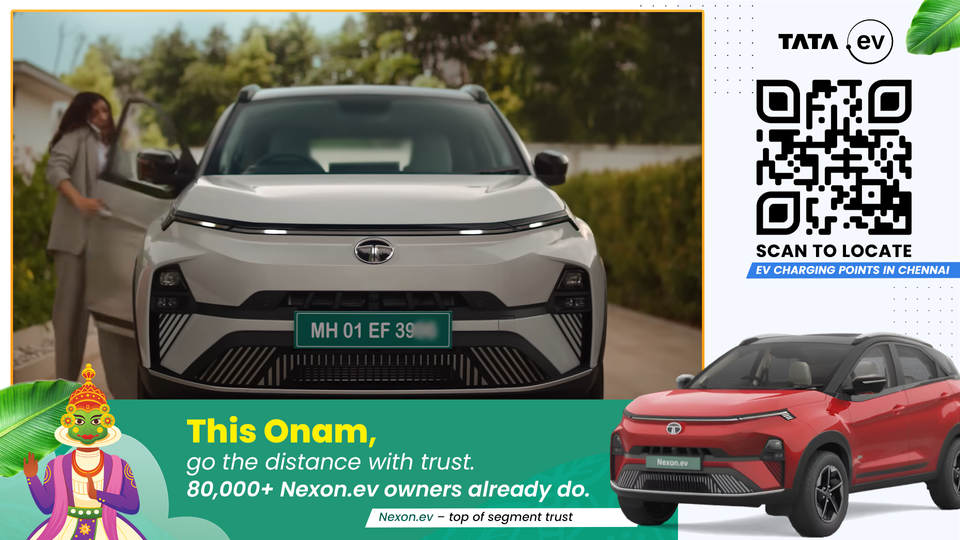 TATA .ev
SCAN TO LOCATE
EV CHARGING POINTS IN CHENNAI
MH 01 EF 39
This Onam,
go the distance with trust.
80,000+ Nexon.ev owners already do.
Nexon.ev – top of segment trust
Nexon.ev